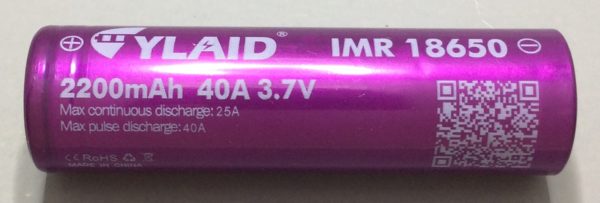 ⊕ CYLAID IMR 18650 ⊖
2200mAh 40A 3.7V
Max continuous discharge: 25A
Max pulse discharge: 40A
CE RoHS
MADE IN CHINA